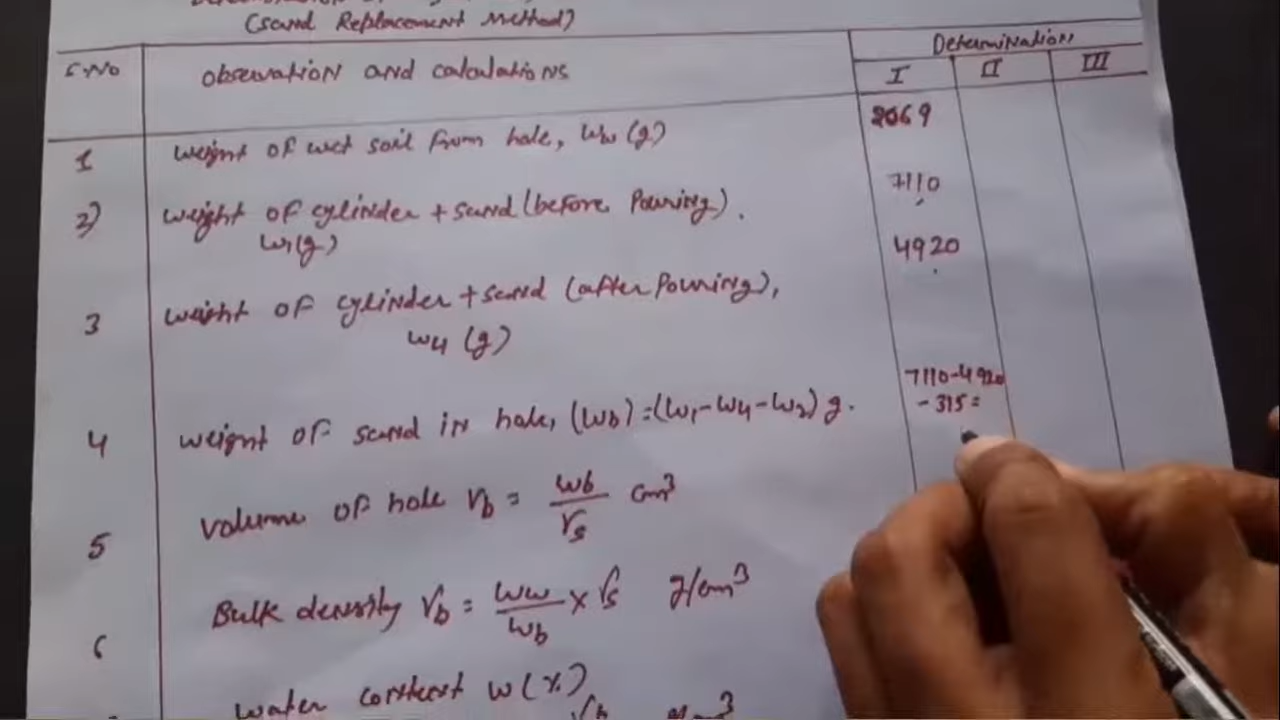 (Sand Replacement Method)
S.No
Observation and calculations
Determination
I
II
III
1
weight of wet soil from hole, Ww (g)
2069
2)
weight of cylinder + sand (before Pouring).
W1(g)
7110
3
weight of cylinder + sand (after Pouring),
W4 (g)
4920
4
weight of sand in hole, (Wb) = (W1-W4-W2) g.
7110-4920
- 315 =
5
volume of hole Vb = Wb/γs cm³
6
Bulk density γb = Ww/Wb × γs g/cm³
water content w(%)